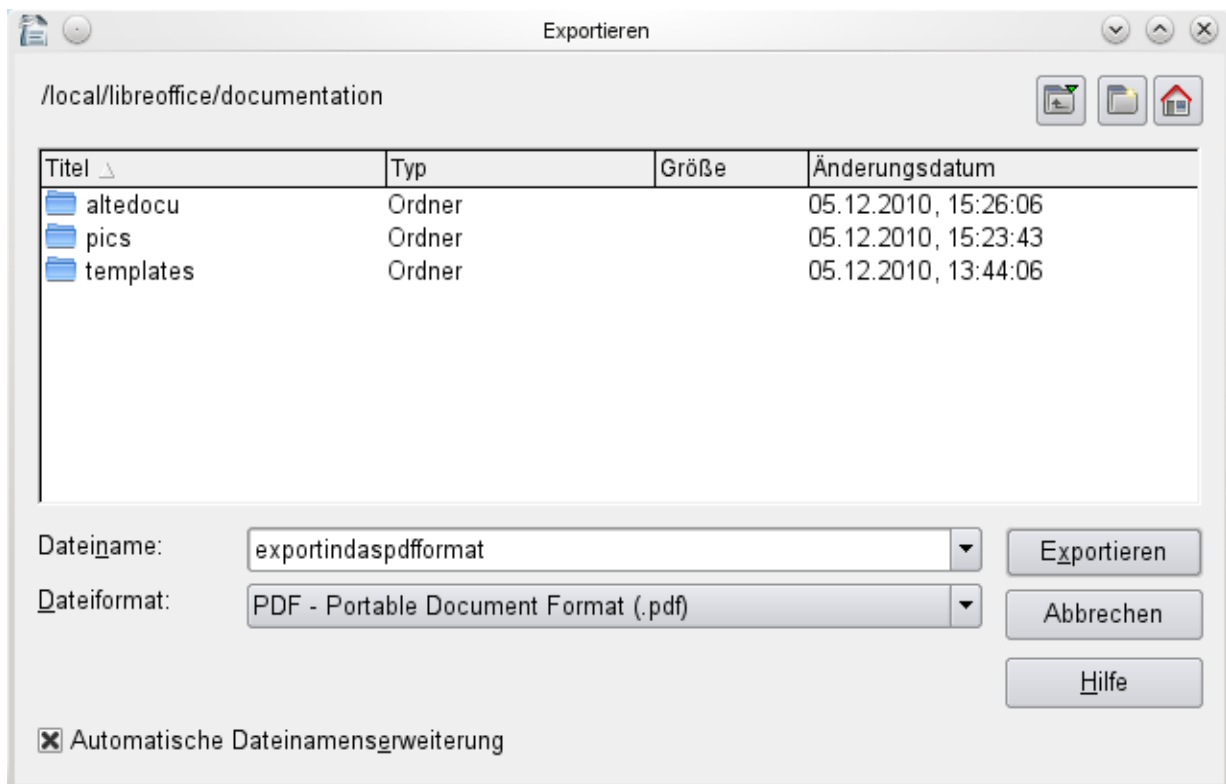 Exportieren
/local/libreoffice/documentation
Titel Typ Größe Änderungsdatum
altedocu Ordner 05.12.2010, 15:26:06
pics Ordner 05.12.2010, 15:23:43
templates Ordner 05.12.2010, 13:44:06
Dateiname: exportindaspdfformat Exportieren
Dateiformat: PDF - Portable Document Format (.pdf) Abbrechen
Hilfe
Automatische Dateinamenserweiterung